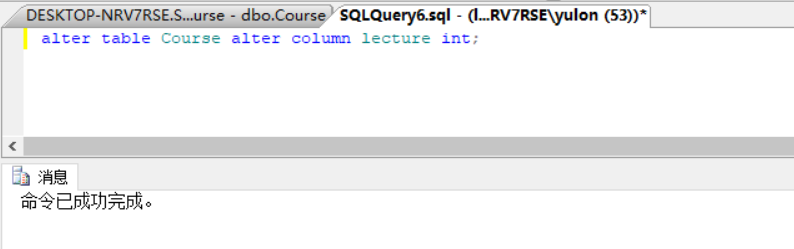 DESKTOP-NRV7RSE.S...urse - dbo.Course
SQLQuery6.sql - (l...RV7RSE\yulon (53))*
alter table Course alter column lecture int;
消息
命令已成功完成。